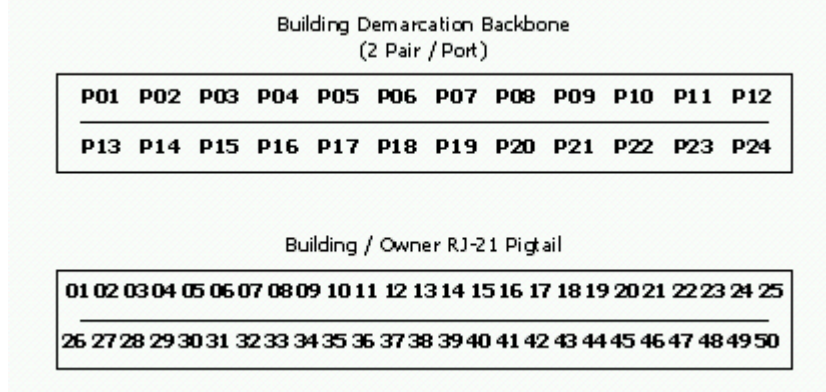 Building Demarcation Backbone
(2 Pair / Port)
P01 P02 P03 P04 P05 P06 P07 P08 P09 P10 P11 P12
P13 P14 P15 P16 P17 P18 P19 P20 P21 P22 P23 P24
Building / Owner RJ-21 Pigtail
01 02 03 04 05 06 07 08 09 10 11 12 13 14 15 16 17 18 19 20 21 22 23 24 25
26 27 28 29 30 31 32 33 34 35 36 37 38 39 40 41 42 43 44 45 46 47 48 49 50